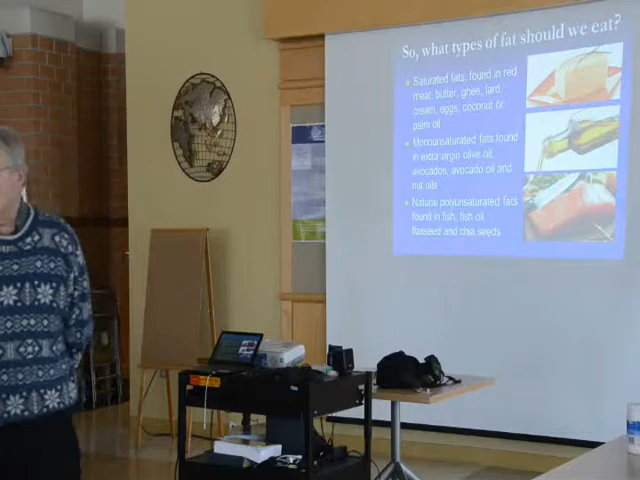 So, what types of fat should we eat?
Saturated fats, found in red
meat, butter, ghee, lard,
cream, eggs, coconut or
palm oil
Monounsaturated fats found
in extra virgin olive oil,
avocados, avocado oil and
nut oils
Natural polyunsaturated fats
found in fish, fish oil,
flaxseed and chia seeds